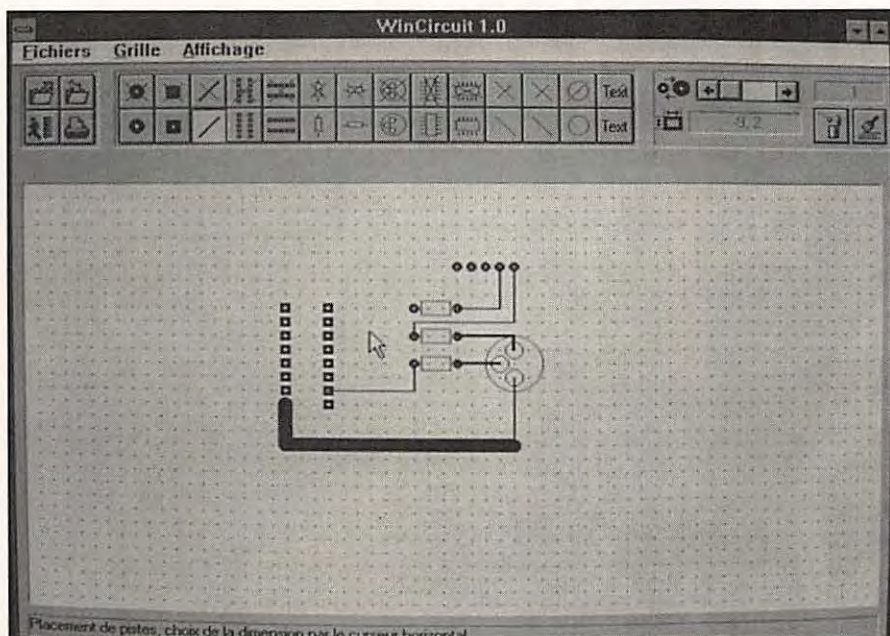 WinCircuit 1.0
Fichiers Grille Affichage
Text
1
9,2
Text
Placement de pistes, choix de la dimension par le curseur horizontal